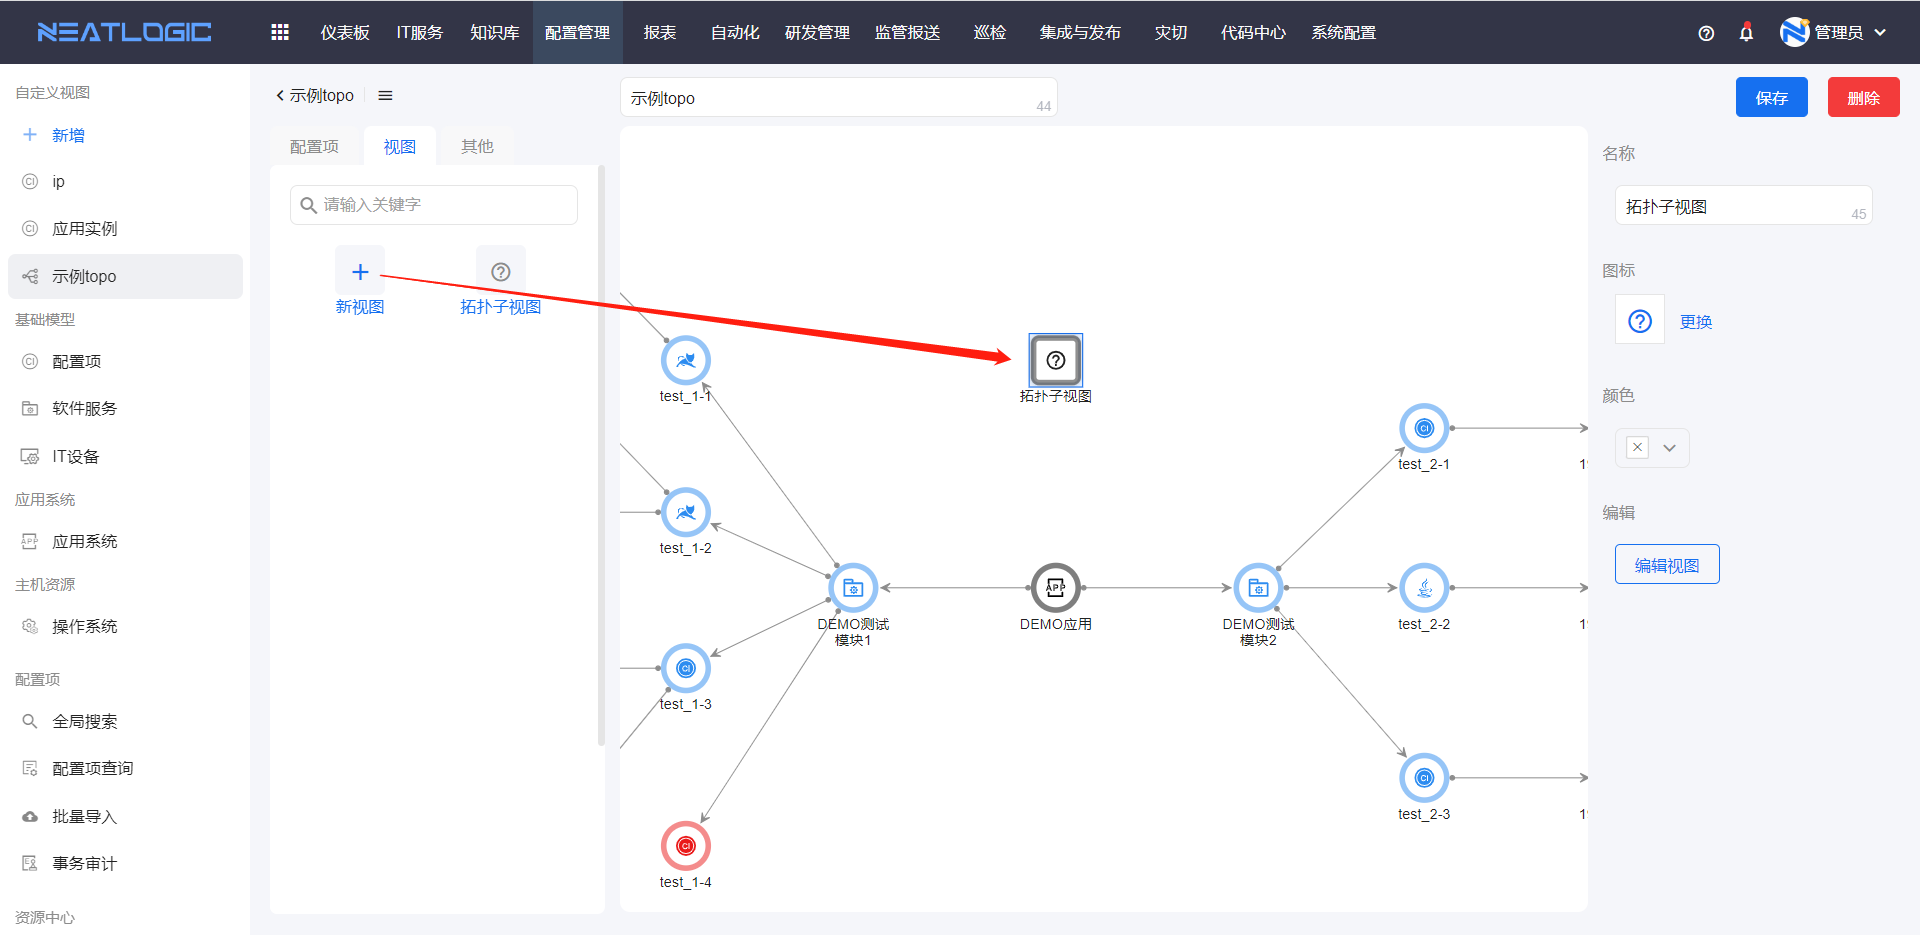 NEATLOGIC
仪表板
IT服务
知识库
配置管理
报表
自动化
研发管理
监管报送
巡检
集成与发布
灾切
代码中心
系统配置
管理员
自定义视图
新增
CI ip
CI 应用实例
示例topo
基础模型
CI 配置项
软件服务
IT设备
应用系统
APP 应用系统
主机资源
操作系统
配置项
全局搜索
配置项查询
批量导入
事务审计
资源中心
示例topo
配置项
视图
其他
请输入关键字
新视图
拓扑子视图
示例topo
44
保存
删除
拓扑子视图
test_1-1
test_1-2
CI
test_1-3
CI
test_1-4
DEMO测试
模块1
APP
DEMO应用
DEMO测试
模块2
CI
test_2-1
test_2-2
CI
test_2-3
名称
拓扑子视图
45
图标
更换
颜色
编辑
编辑视图